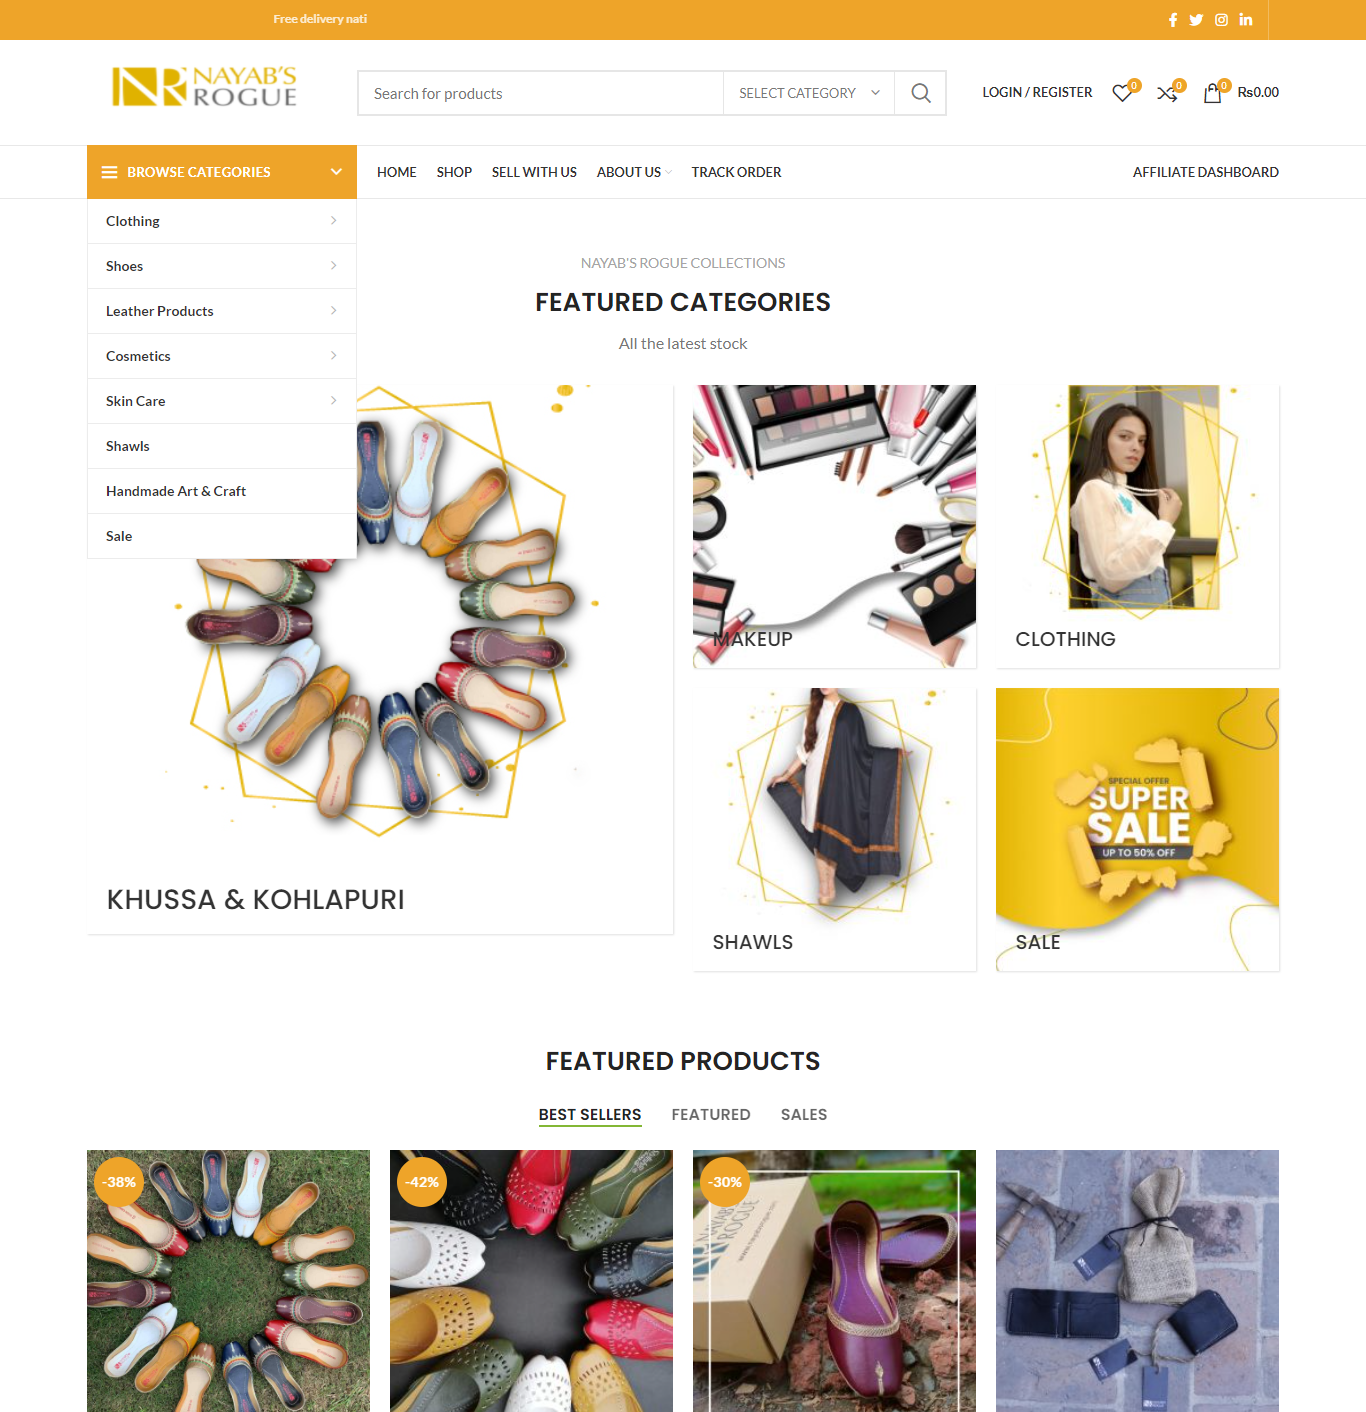 Free delivery nati
NAYAB'S
ROGUE
Search for products
SELECT CATEGORY
LOGIN / REGISTER
0
0
0
₨0.00
BROWSE CATEGORIES
HOME
SHOP
SELL WITH US
ABOUT US
TRACK ORDER
AFFILIATE DASHBOARD
Clothing
Shoes
Leather Products
Cosmetics
Skin Care
Shawls
Handmade Art & Craft
Sale
NAYAB'S ROGUE COLLECTIONS
FEATURED CATEGORIES
All the latest stock
KHUSSA & KOHLAPURI
MAKEUP
CLOTHING
SHAWLS
SPECIAL OFFER
SUPER
SALE
UP TO 50% OFF
SALE
FEATURED PRODUCTS
BEST SELLERS
FEATURED
SALES
-38%
-42%
-30%
NAYAB'S
ROGUE